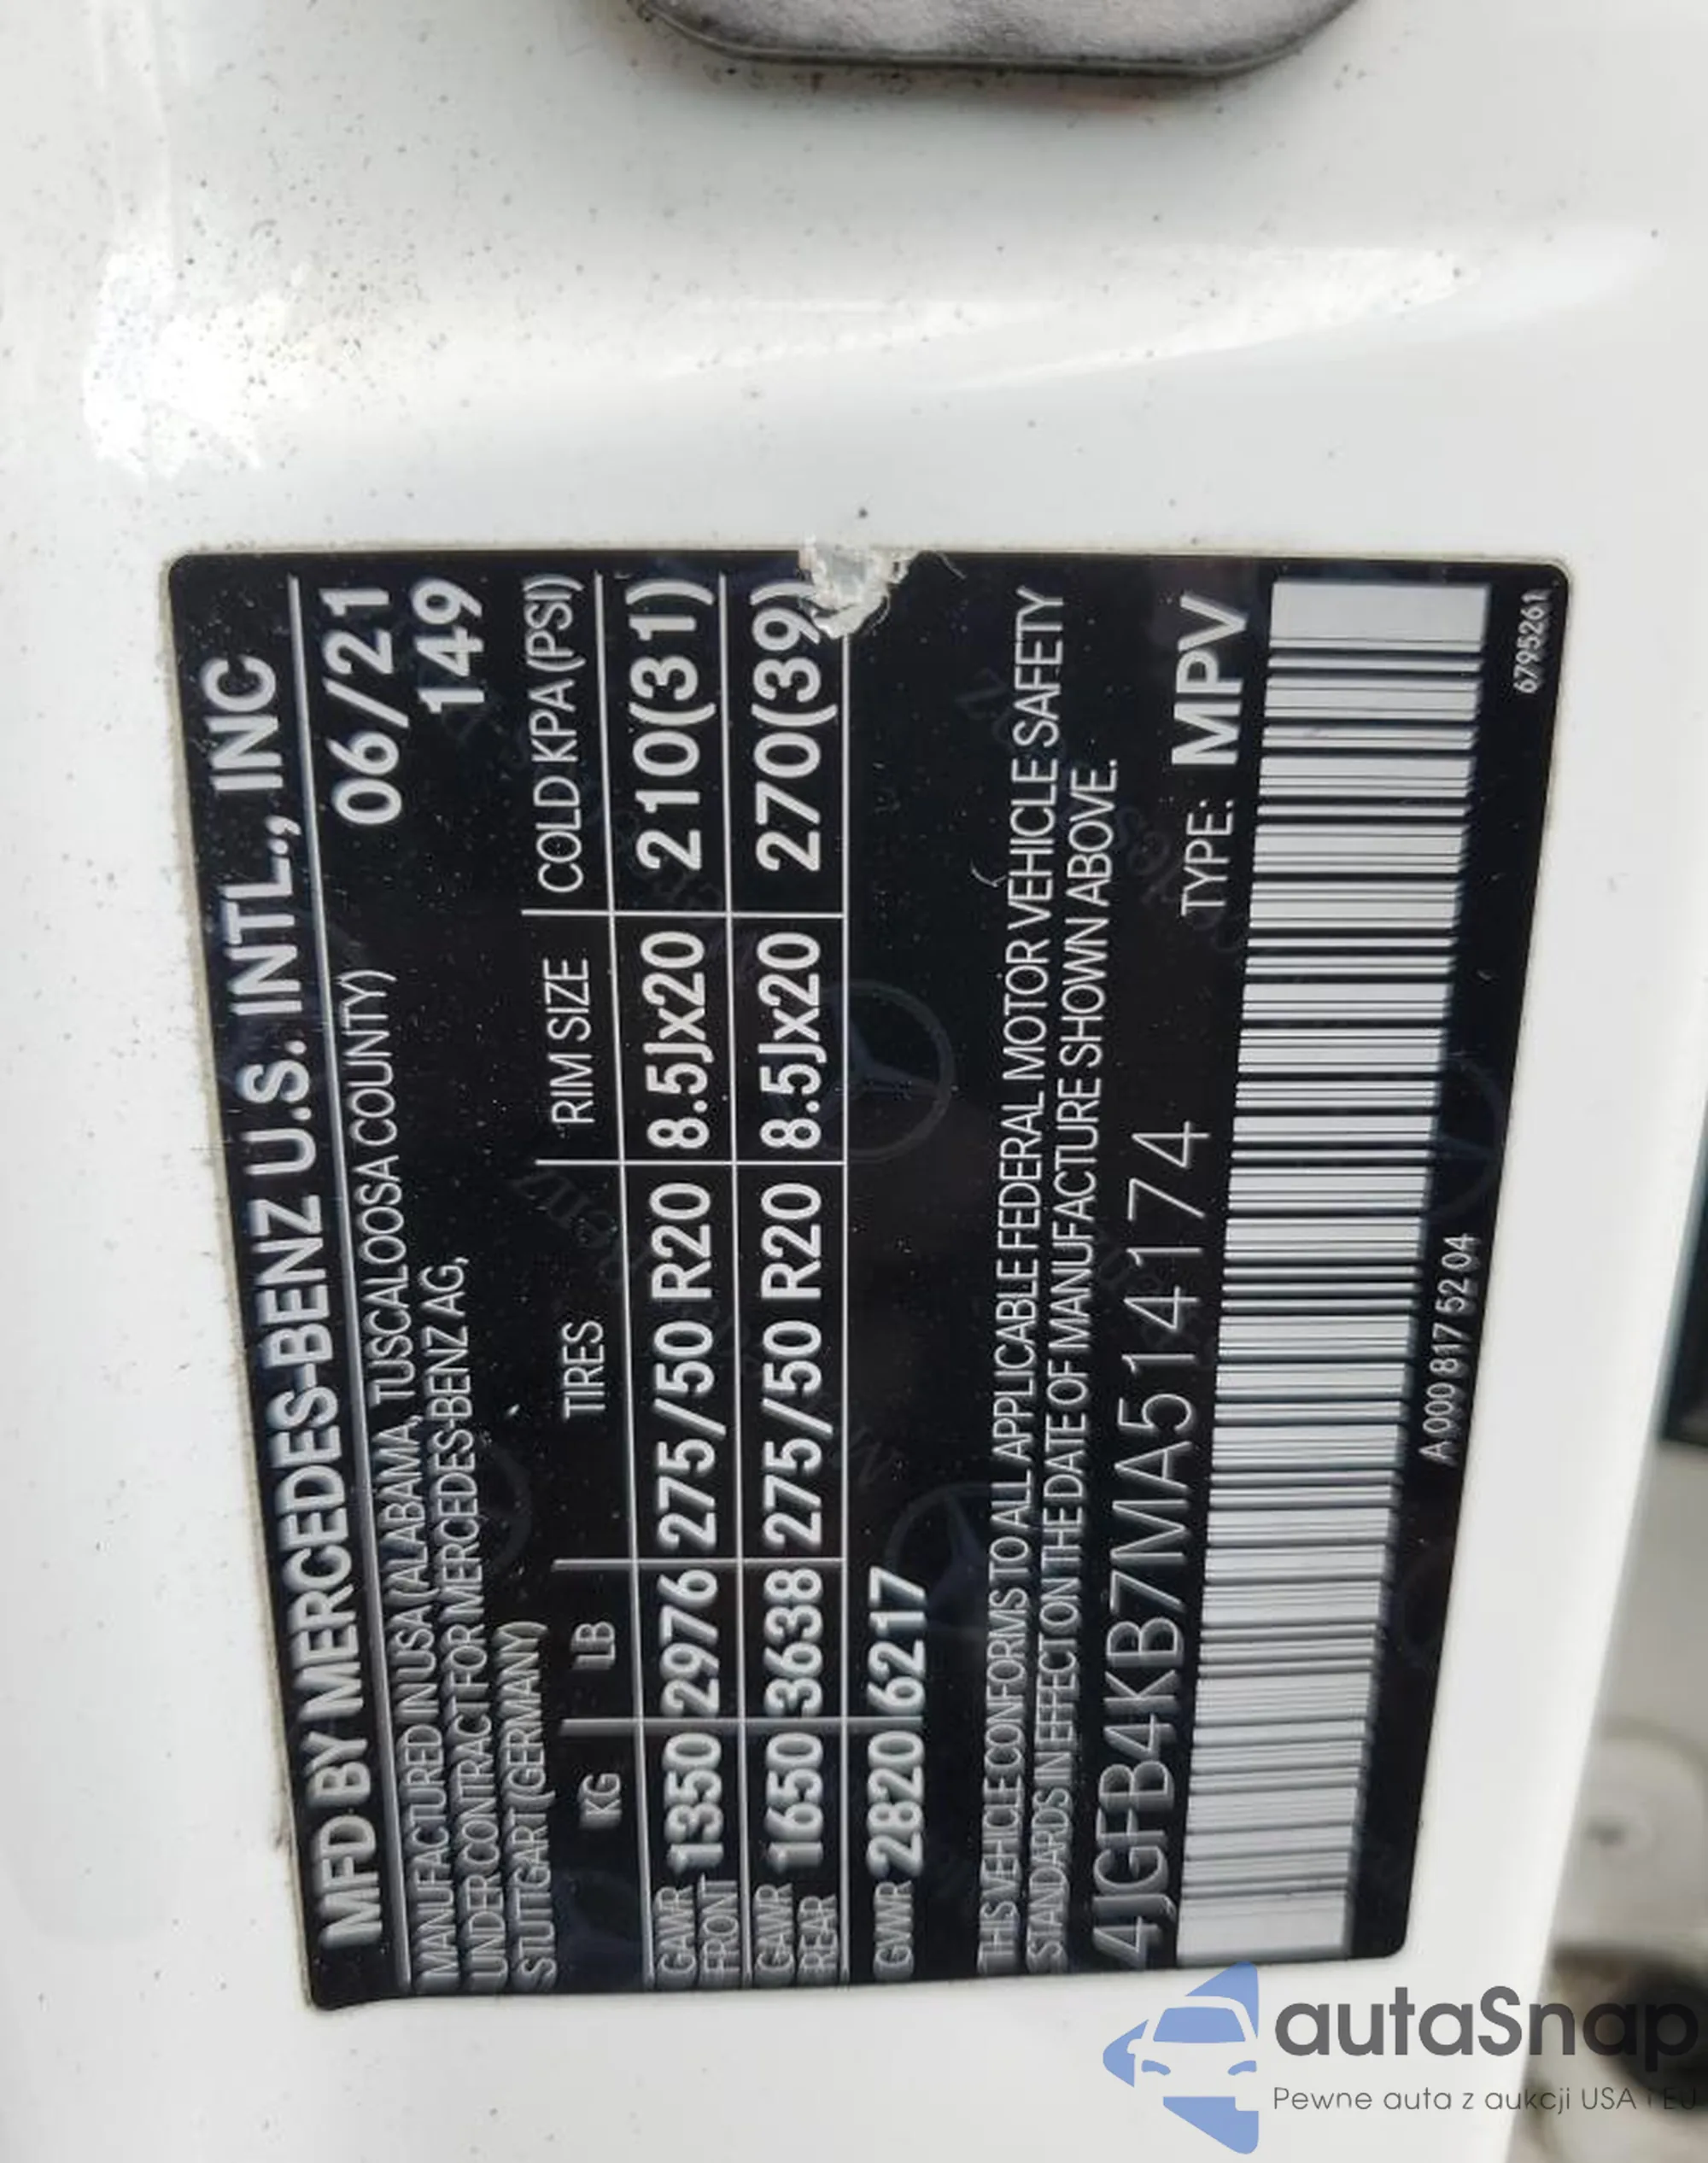 MFD BY MERCEDES-BENZ U.S. INTL., INC
MANUFACTURED IN USA (ALABAMA, TUSCALOOSA COUNTY) 06/21
UNDER CONTRACT FOR MERCEDES-BENZ AG, 149
STUTTGART (GERMANY)
KG LB TIRES RIM SIZE COLD KPA (PSI)
GAWR FRONT 1350 2976 275/50 R20 8.5Jx20 210(31)
GAWR REAR 1650 3638 275/50 R20 8.5Jx20 270(39)
GVWR 2820 6217
THIS VEHICLE CONFORMS TO ALL APPLICABLE FEDERAL MOTOR VEHICLE SAFETY
STANDARDS IN EFFECT ON THE DATE OF MANUFACTURE SHOWN ABOVE.
4JGFB4KB7MA514174 TYPE: MPV
A 000 817 52 04 6795261
autaSnap
Pewne auta z aukcji USA i EU